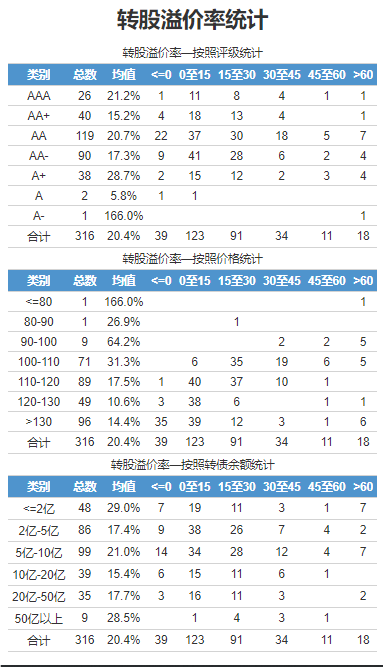 转股溢价率统计
转股溢价率—按照评级统计
类别 总数 均值 <=0 0至15 15至30 30至45 45至60 >60
AAA 26 21.2% 1 11 8 4 1 1
AA+ 40 15.2% 4 18 13 4 1
AA 119 20.7% 22 37 30 18 5 7
AA- 90 17.3% 9 41 28 6 2 4
A+ 38 28.7% 2 15 12 2 3 4
A 2 5.8% 1 1
A- 1 166.0% 1
合计 316 20.4% 39 123 91 34 11 18
转股溢价率—按照价格统计
类别 总数 均值 <=0 0至15 15至30 30至45 45至60 >60
<=80 1 166.0% 1
80-90 1 26.9% 1
90-100 9 64.2% 2 2 5
100-110 71 31.3% 6 35 19 6 5
110-120 89 17.5% 1 40 37 10 1
120-130 49 10.6% 3 38 6 1 1
>130 96 14.4% 35 39 12 3 1 6
合计 316 20.4% 39 123 91 34 11 18
转股溢价率—按照转债余额统计
类别 总数 均值 <=0 0至15 15至30 30至45 45至60 >60
<=2亿 48 29.0% 7 19 11 3 1 7
2亿-5亿 86 17.4% 9 38 26 7 4 2
5亿-10亿 99 21.0% 14 34 28 12 4 7
10亿-20亿 39 15.4% 6 15 11 6 1
20亿-50亿 35 17.7% 3 16 11 3 2
50亿以上 9 28.5% 1 4 3 1
合计 316 20.4% 39 123 91 34 11 18